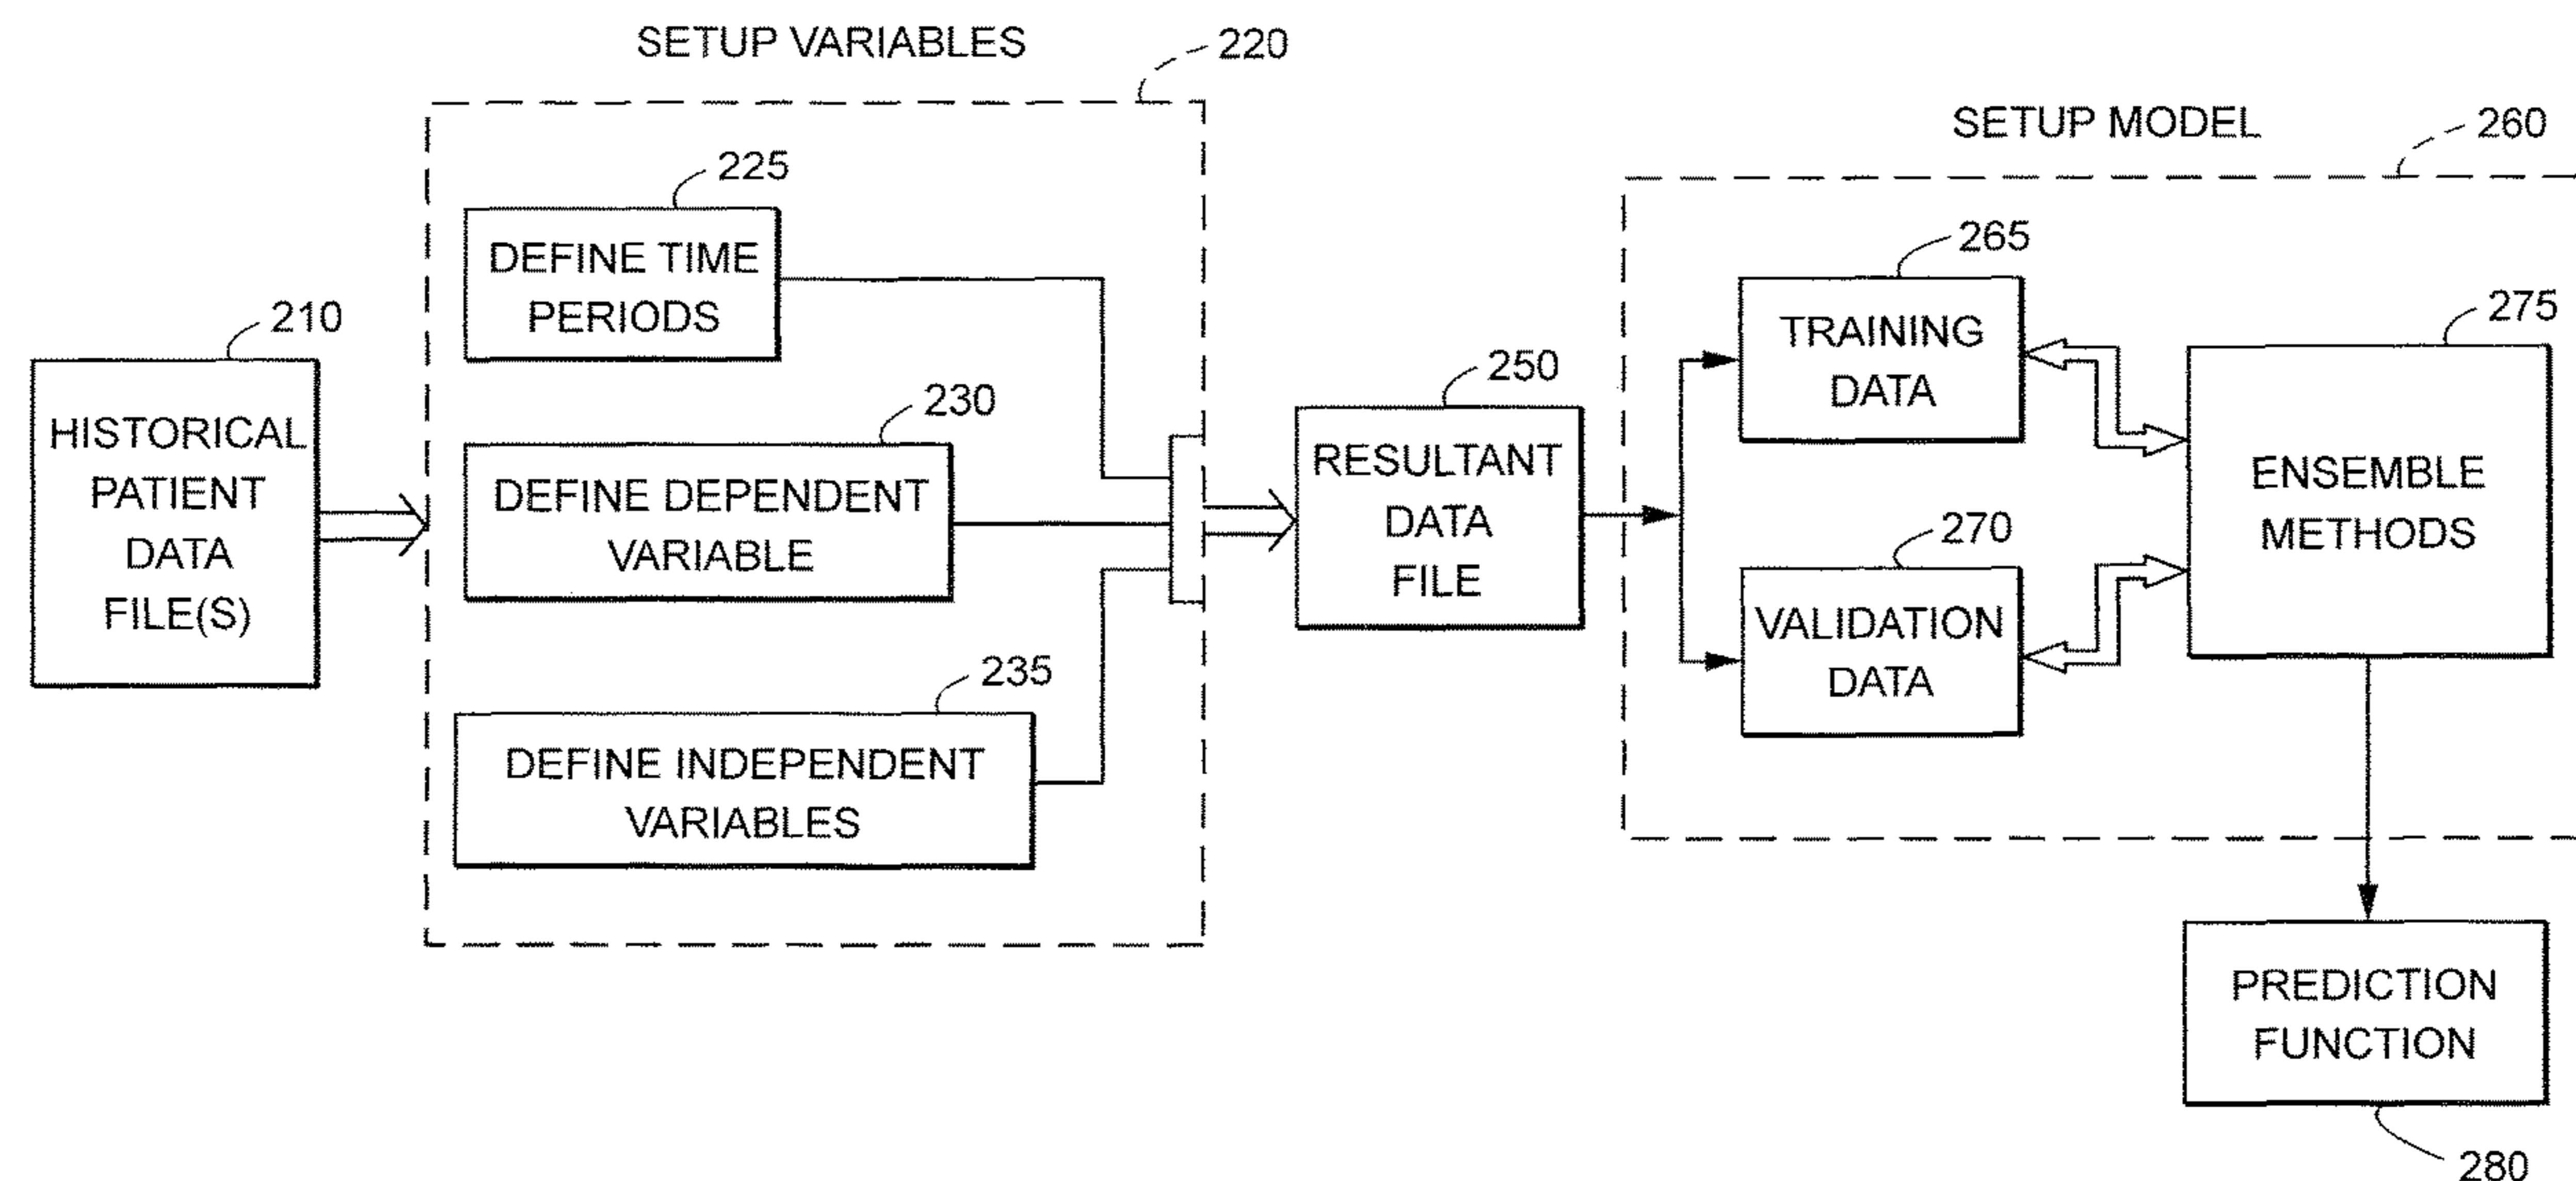 SETUP VARIABLES
220
225
DEFINE TIME
PERIODS
210
HISTORICAL
PATIENT
DATA
FILE(S)
230
DEFINE DEPENDENT
VARIABLE
235
DEFINE INDEPENDENT
VARIABLES
250
RESULTANT
DATA
FILE
SETUP MODEL
260
265
TRAINING
DATA
270
VALIDATION
DATA
275
ENSEMBLE
METHODS
PREDICTION
FUNCTION
280